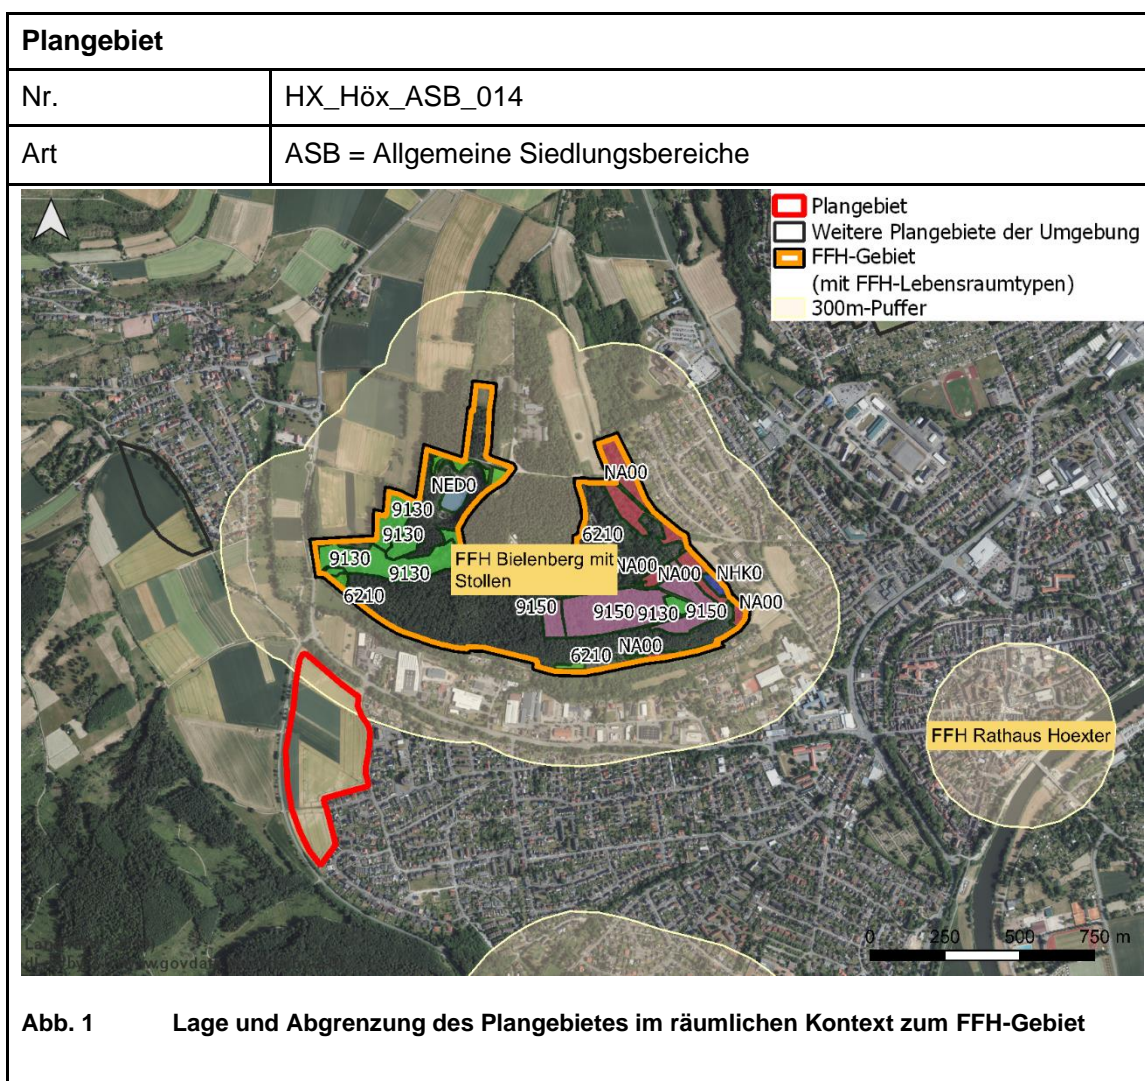 Plangebiet
Nr.
HX_Höx_ASB_014
Art
ASB = Allgemeine Siedlungsbereiche
Plangebiet
Weitere Plangebiete der Umgebung
FFH-Gebiet
(mit FFH-Lebensraumtypen)
300m-Puffer
NA00
NED0
9130
6210
9130
9130
9130
FFH Bielenberg mit
Stollen
NA00
NA00
NHK0
6210
9150
9150
9130
9150
NA00
NA00
6210
FFH Rathaus Hoexter
0
250
500
750 m
Abb. 1
Lage und Abgrenzung des Plangebietes im räumlichen Kontext zum FFH-Gebiet